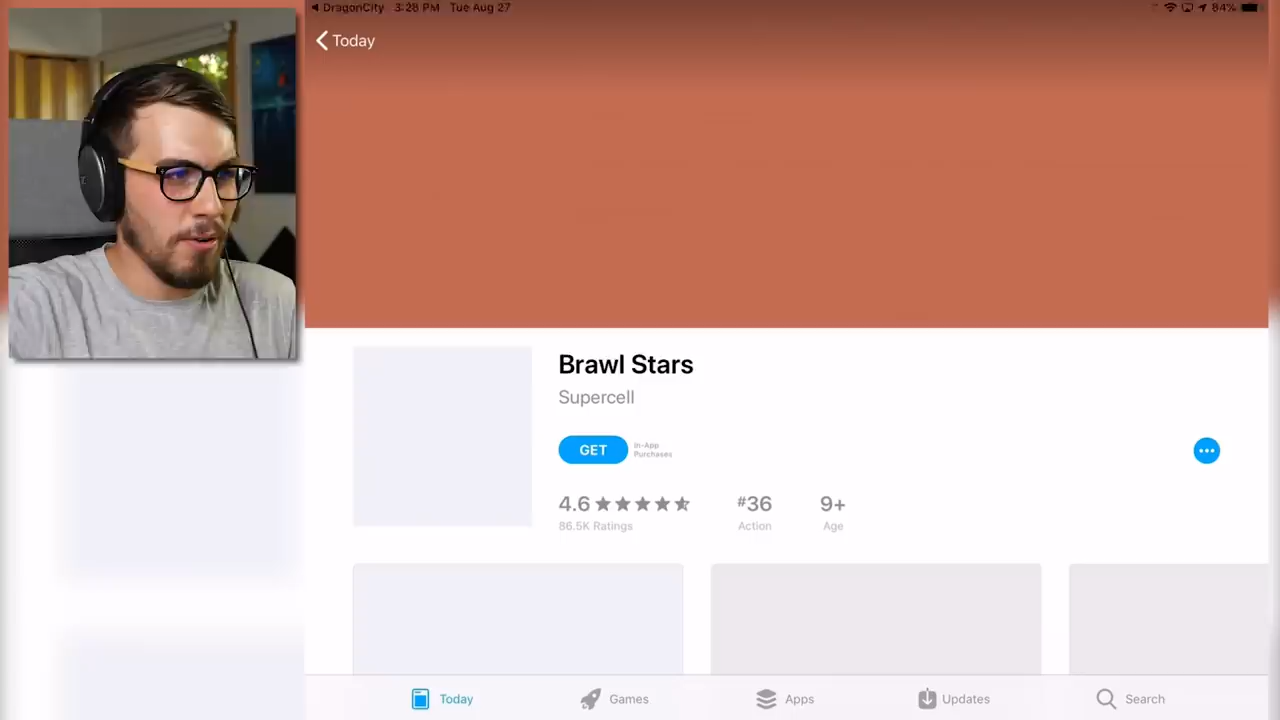 DragonCity 3:28 PM Tue Aug 27 84%
Today
Brawl Stars
Supercell
GET
In-App
Purchases
4.6 #36 9+
86.5K Ratings Action Age
Today Games Apps Updates Search